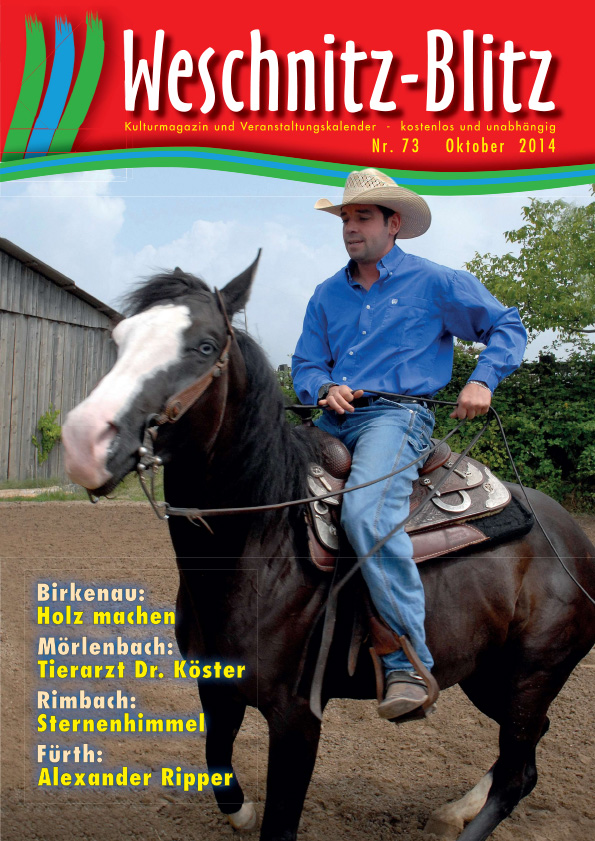 Weschnitz-Blitz
Kulturmagazin und Veranstaltungskalender - kostenlos und unabhängig
Nr. 73 Oktober 2014
Birkenau:
Holz machen
Mörlenbach:
Tierarzt Dr. Köster
Rimbach:
Sternenhimmel
Fürth:
Alexander Ripper